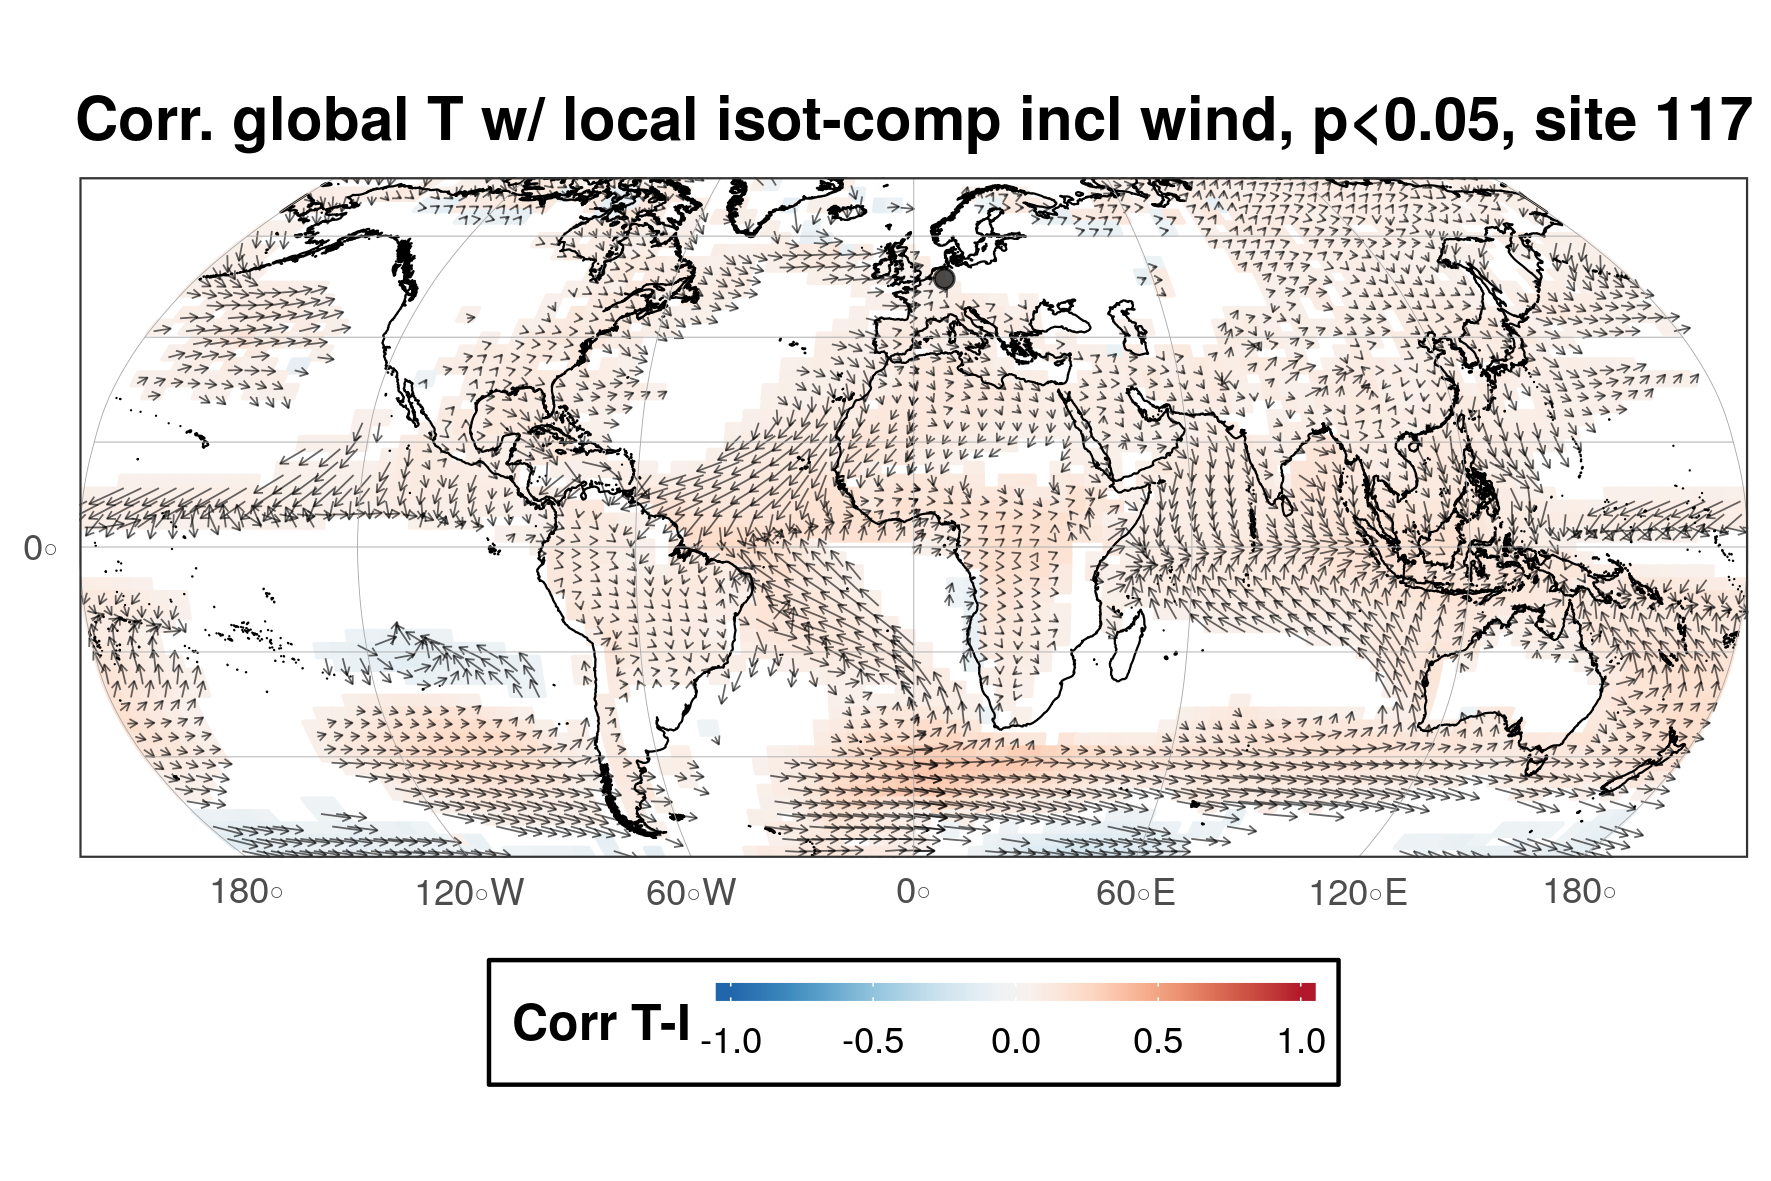 Corr. global T w/ local isot-comp incl wind, p<0.05, site 117
0°
180° 120°W 60°W 0° 60°E 120°E 180°
Corr T-I
-1.0 -0.5 0.0 0.5 1.0